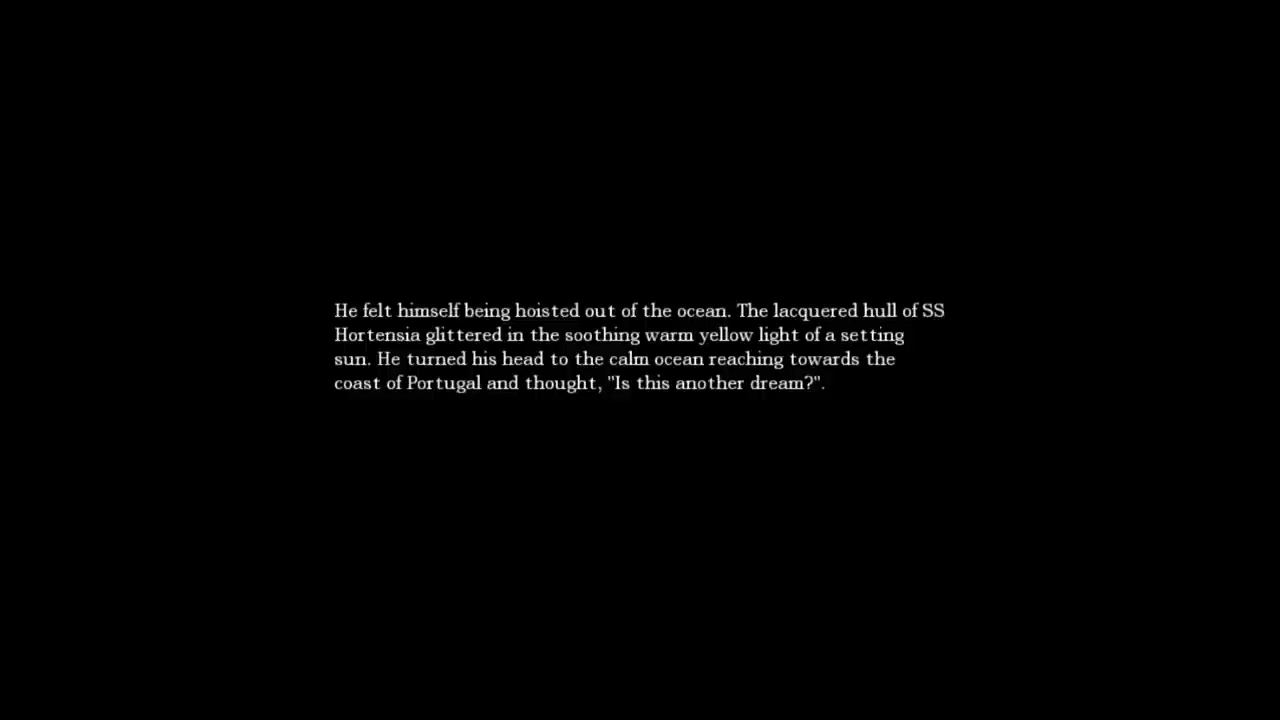 He felt himself being hoisted out of the ocean. The lacquered hull of SS
Hortensia glittered in the soothing warm yellow light of a setting
sun. He turned his head to the calm ocean reaching towards the
coast of Portugal and thought, "Is this another dream?".